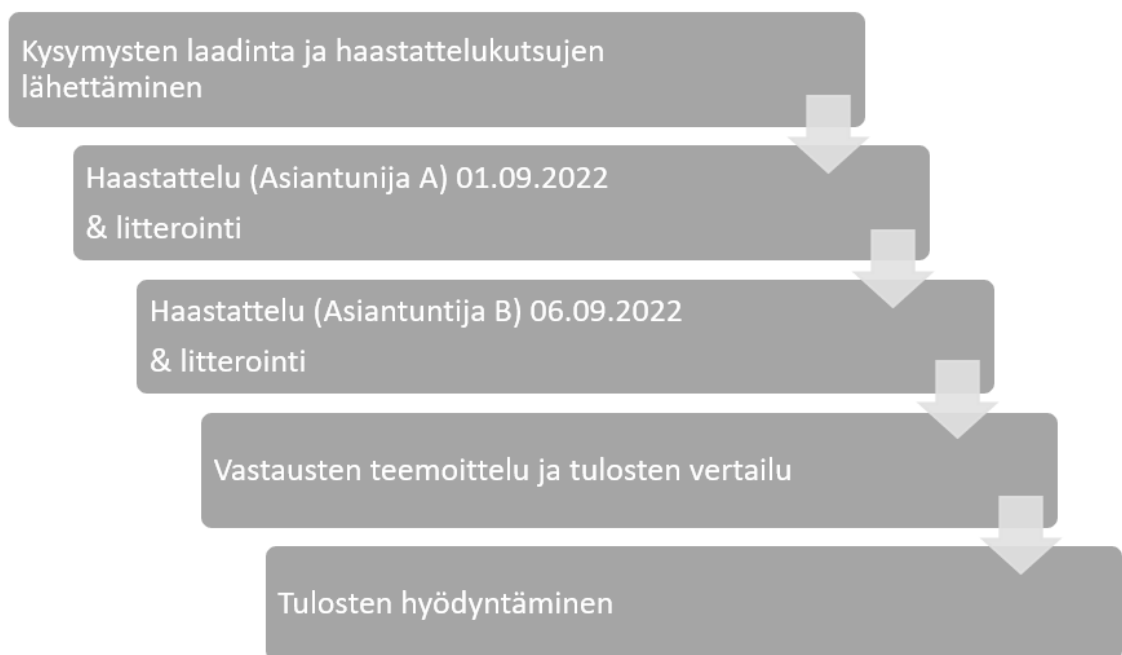 Kysymysten laadinta ja haastattelukutsujen
lähettäminen
Haastattelu (Asiantunija A) 01.09.2022
& litterointi
Haastattelu (Asiantuntija B) 06.09.2022
& litterointi
Vastausten teemoittelu ja tulosten vertailu
Tulosten hyödyntäminen